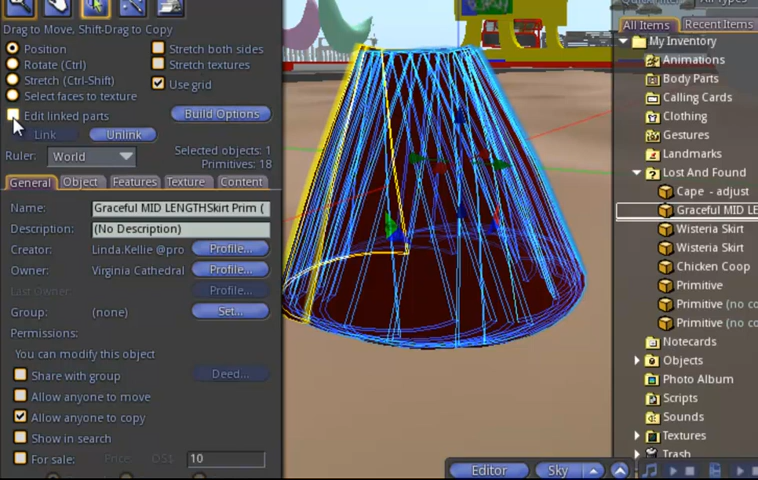 All Items Recent Items
Drag to Move, Shift-Drag to Copy
Position
Stretch both sides
Rotate (Ctrl)
Stretch textures
Stretch (Ctrl-Shift)
Use grid
Select faces to texture
Edit linked parts
Build Options
Link
Unlink
Ruler:
World
Selected objects: 1
Primitives: 18
General Object Features Texture Content
Name: Graceful MID LENGTHSkirt Prim (
Description: (No Description)
Creator: Linda.Kellie @pro Profile...
Owner: Virginia Cathedral Profile...
Last Owner: Profile...
Group: (none) Set...
Permissions:
You can modify this object
Share with group Deed...
Allow anyone to move
Allow anyone to copy
Show in search
For sale: Price: OS$ 10
My Inventory
Animations
Body Parts
Calling Cards
Clothing
Gestures
Landmarks
Lost And Found
Cape - adjust
Graceful MID LE
Wisteria Skirt
Wisteria Skirt
Chicken Coop
Primitive
Primitive (no co
Primitive (no co
Notecards
Objects
Photo Album
Scripts
Sounds
Textures
Trash
Editor Sky